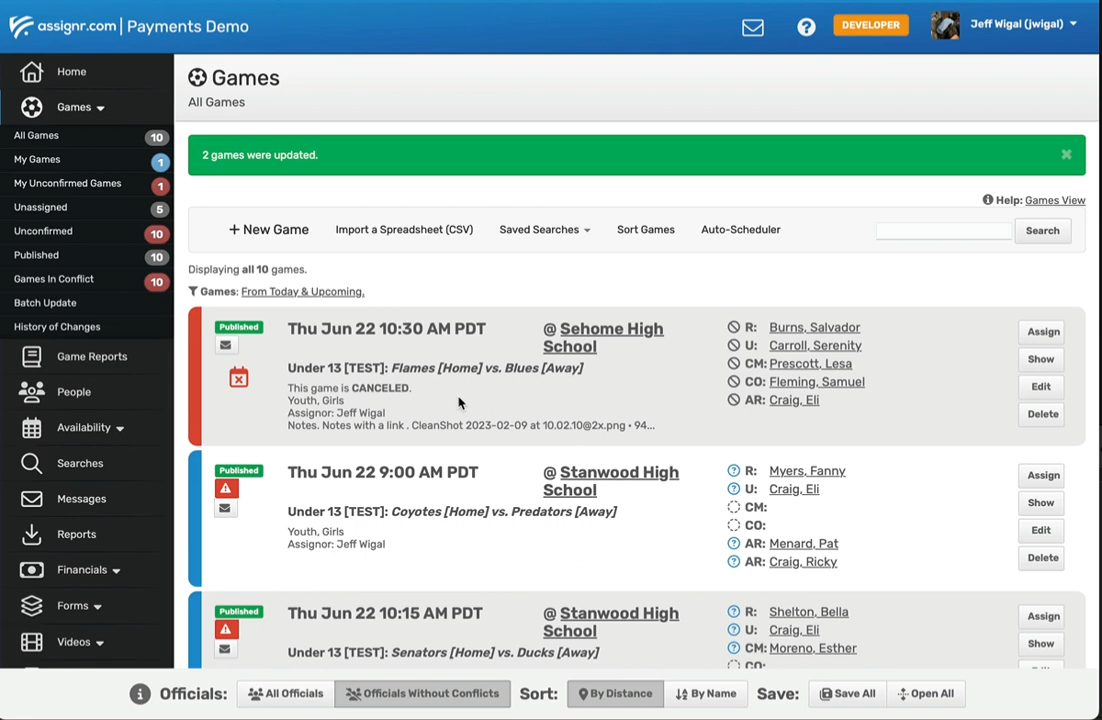 assignr.com | Payments Demo
DEVELOPER
Jeff Wigal (jwigal)
Home
Games
All Games 10
My Games 1
My Unconfirmed Games 1
Unassigned 5
Unconfirmed 10
Published 10
Games In Conflict 10
Batch Update
History of Changes
Game Reports
People
Availability
Searches
Messages
Reports
Financials
Forms
Videos
Games
All Games
2 games were updated.
Help: Games View
+ New Game
Import a Spreadsheet (CSV)
Saved Searches
Sort Games
Auto-Scheduler
Search
Displaying all 10 games.
Games: From Today & Upcoming.
Published
Thu Jun 22 10:30 AM PDT
@ Sehome High
School
Under 13 [TEST]: Flames [Home] vs. Blues [Away]
This game is CANCELED.
Youth, Girls
Assignor: Jeff Wigal
Notes. Notes with a link . CleanShot 2023-02-09 at 10.02.10@2x.png • 94...
R: Burns, Salvador
U: Carroll, Serenity
CM: Prescott, Lesa
CO: Fleming, Samuel
AR: Craig, Eli
Assign
Show
Edit
Delete
Published
Thu Jun 22 9:00 AM PDT
@ Stanwood High
School
Under 13 [TEST]: Coyotes [Home] vs. Predators [Away]
Youth, Girls
Assignor: Jeff Wigal
R: Myers, Fanny
U: Craig, Eli
CM:
CO:
AR: Menard, Pat
AR: Craig, Ricky
Assign
Show
Edit
Delete
Published
Thu Jun 22 10:15 AM PDT
@ Stanwood High
School
Under 13 [TEST]: Senators [Home] vs. Ducks [Away]
R: Shelton, Bella
U: Craig, Eli
CM: Moreno, Esther
CO:
Assign
Show
Officials:
All Officials
Officials Without Conflicts
Sort:
By Distance
By Name
Save:
Save All
Open All